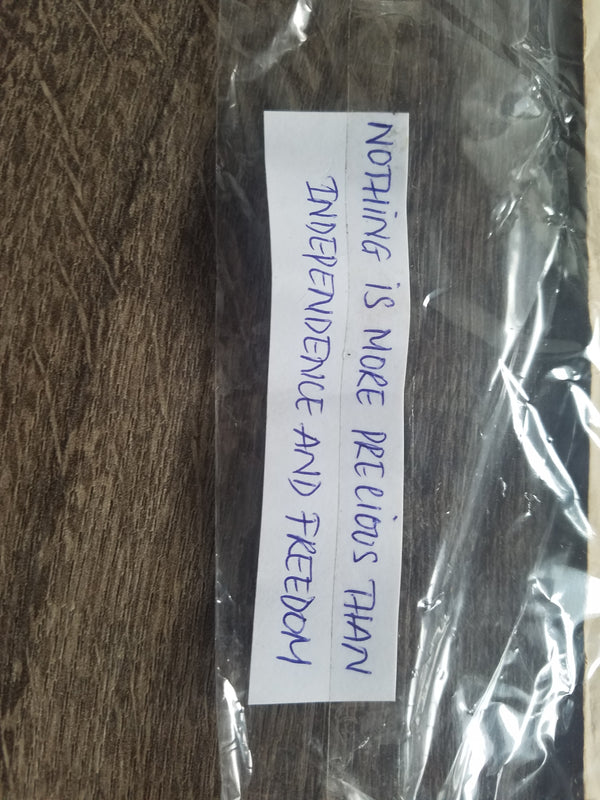 NOTHING IS MORE PRECIOUS THAN
INDEPENDENCE AND FREEDOM